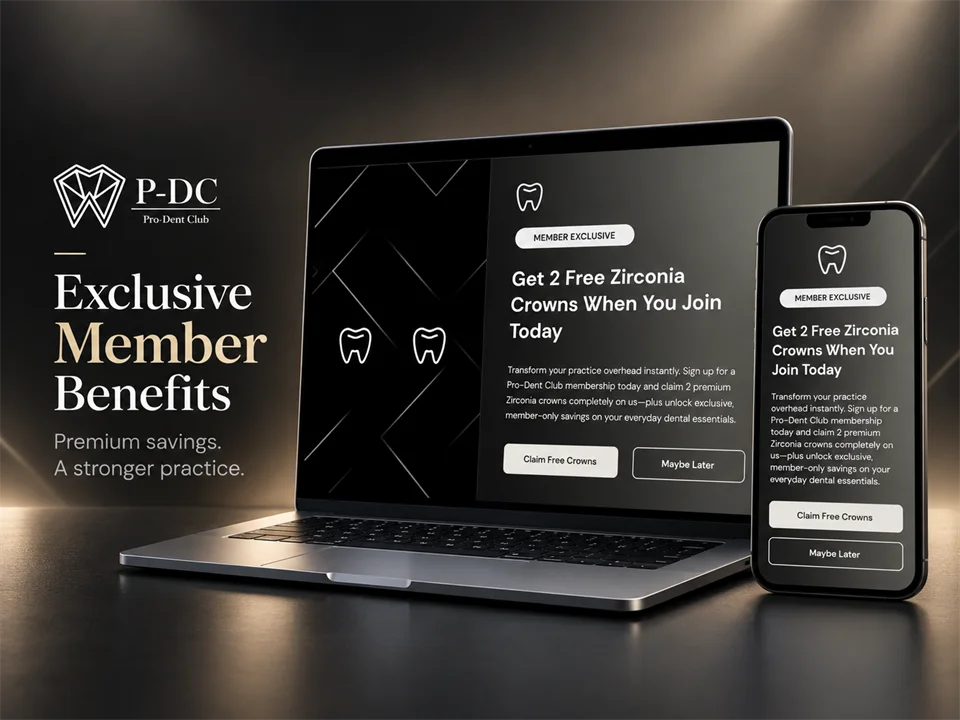 P-DC
Pro-Dent Club
Exclusive
Member
Benefits
Premium savings.
A stronger practice.
MEMBER EXCLUSIVE
Get 2 Free Zirconia
Crowns When You Join
Today
Transform your practice overhead instantly. Sign up for a
Pro-Dent Club membership today and claim 2 premium
Zirconia crowns completely on us—plus unlock exclusive,
member-only savings on your everyday dental essentials.
Claim Free Crowns
Maybe Later
MEMBER EXCLUSIVE
Get 2 Free Zirconia
Crowns When You
Join Today
Transform your practice
overhead instantly. Sign up for a
Pro-Dent Club membership
today and claim 2 premium
Zirconia crowns completely on
us—plus unlock exclusive,
member-only savings on your
everyday dental essentials.
Claim Free Crowns
Maybe Later